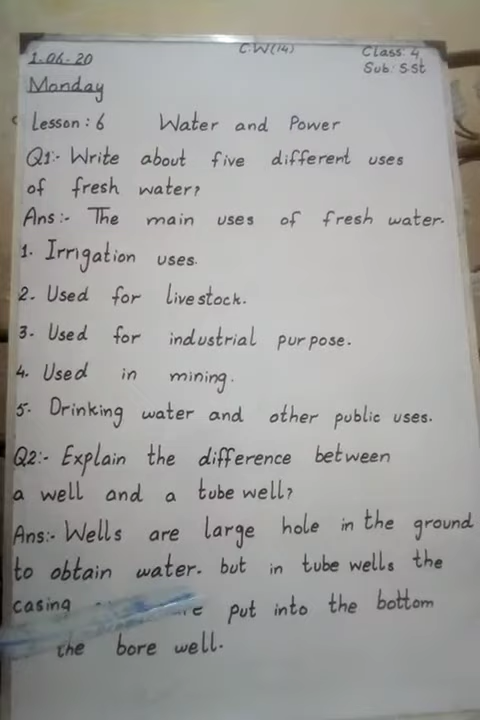 1.06-20
C.W(14)
Class: 4
Sub: S.St
Monday
Lesson: 6 Water and Power
Q1:- Write about five different uses
of fresh water?
Ans:- The main uses of fresh water.
1. Irrigation uses.
2. Used for livestock.
3. Used for industrial purpose.
4. Used in mining.
5. Drinking water and other public uses.
Q2:- Explain the difference between
a well and a tube well?
Ans:- Wells are large hole in the ground
to obtain water. but in tube wells the
casing put into the bottom
the bore well.